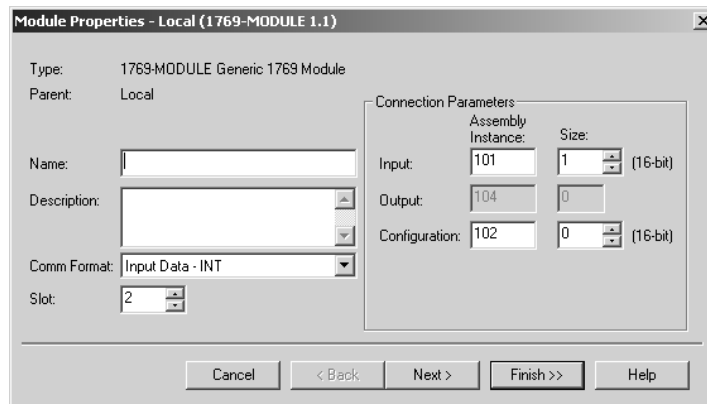 Module Properties - Local (1769-MODULE 1.1)
Type: 1769-MODULE Generic 1769 Module
Parent: Local
Connection Parameters
Assembly
Instance: Size:
Name:
Input: 101 1 (16-bit)
Description:
Output: 104 0
Configuration: 102 0 (16-bit)
Comm Format: Input Data - INT
Slot: 2
Cancel < Back Next > Finish >> Help